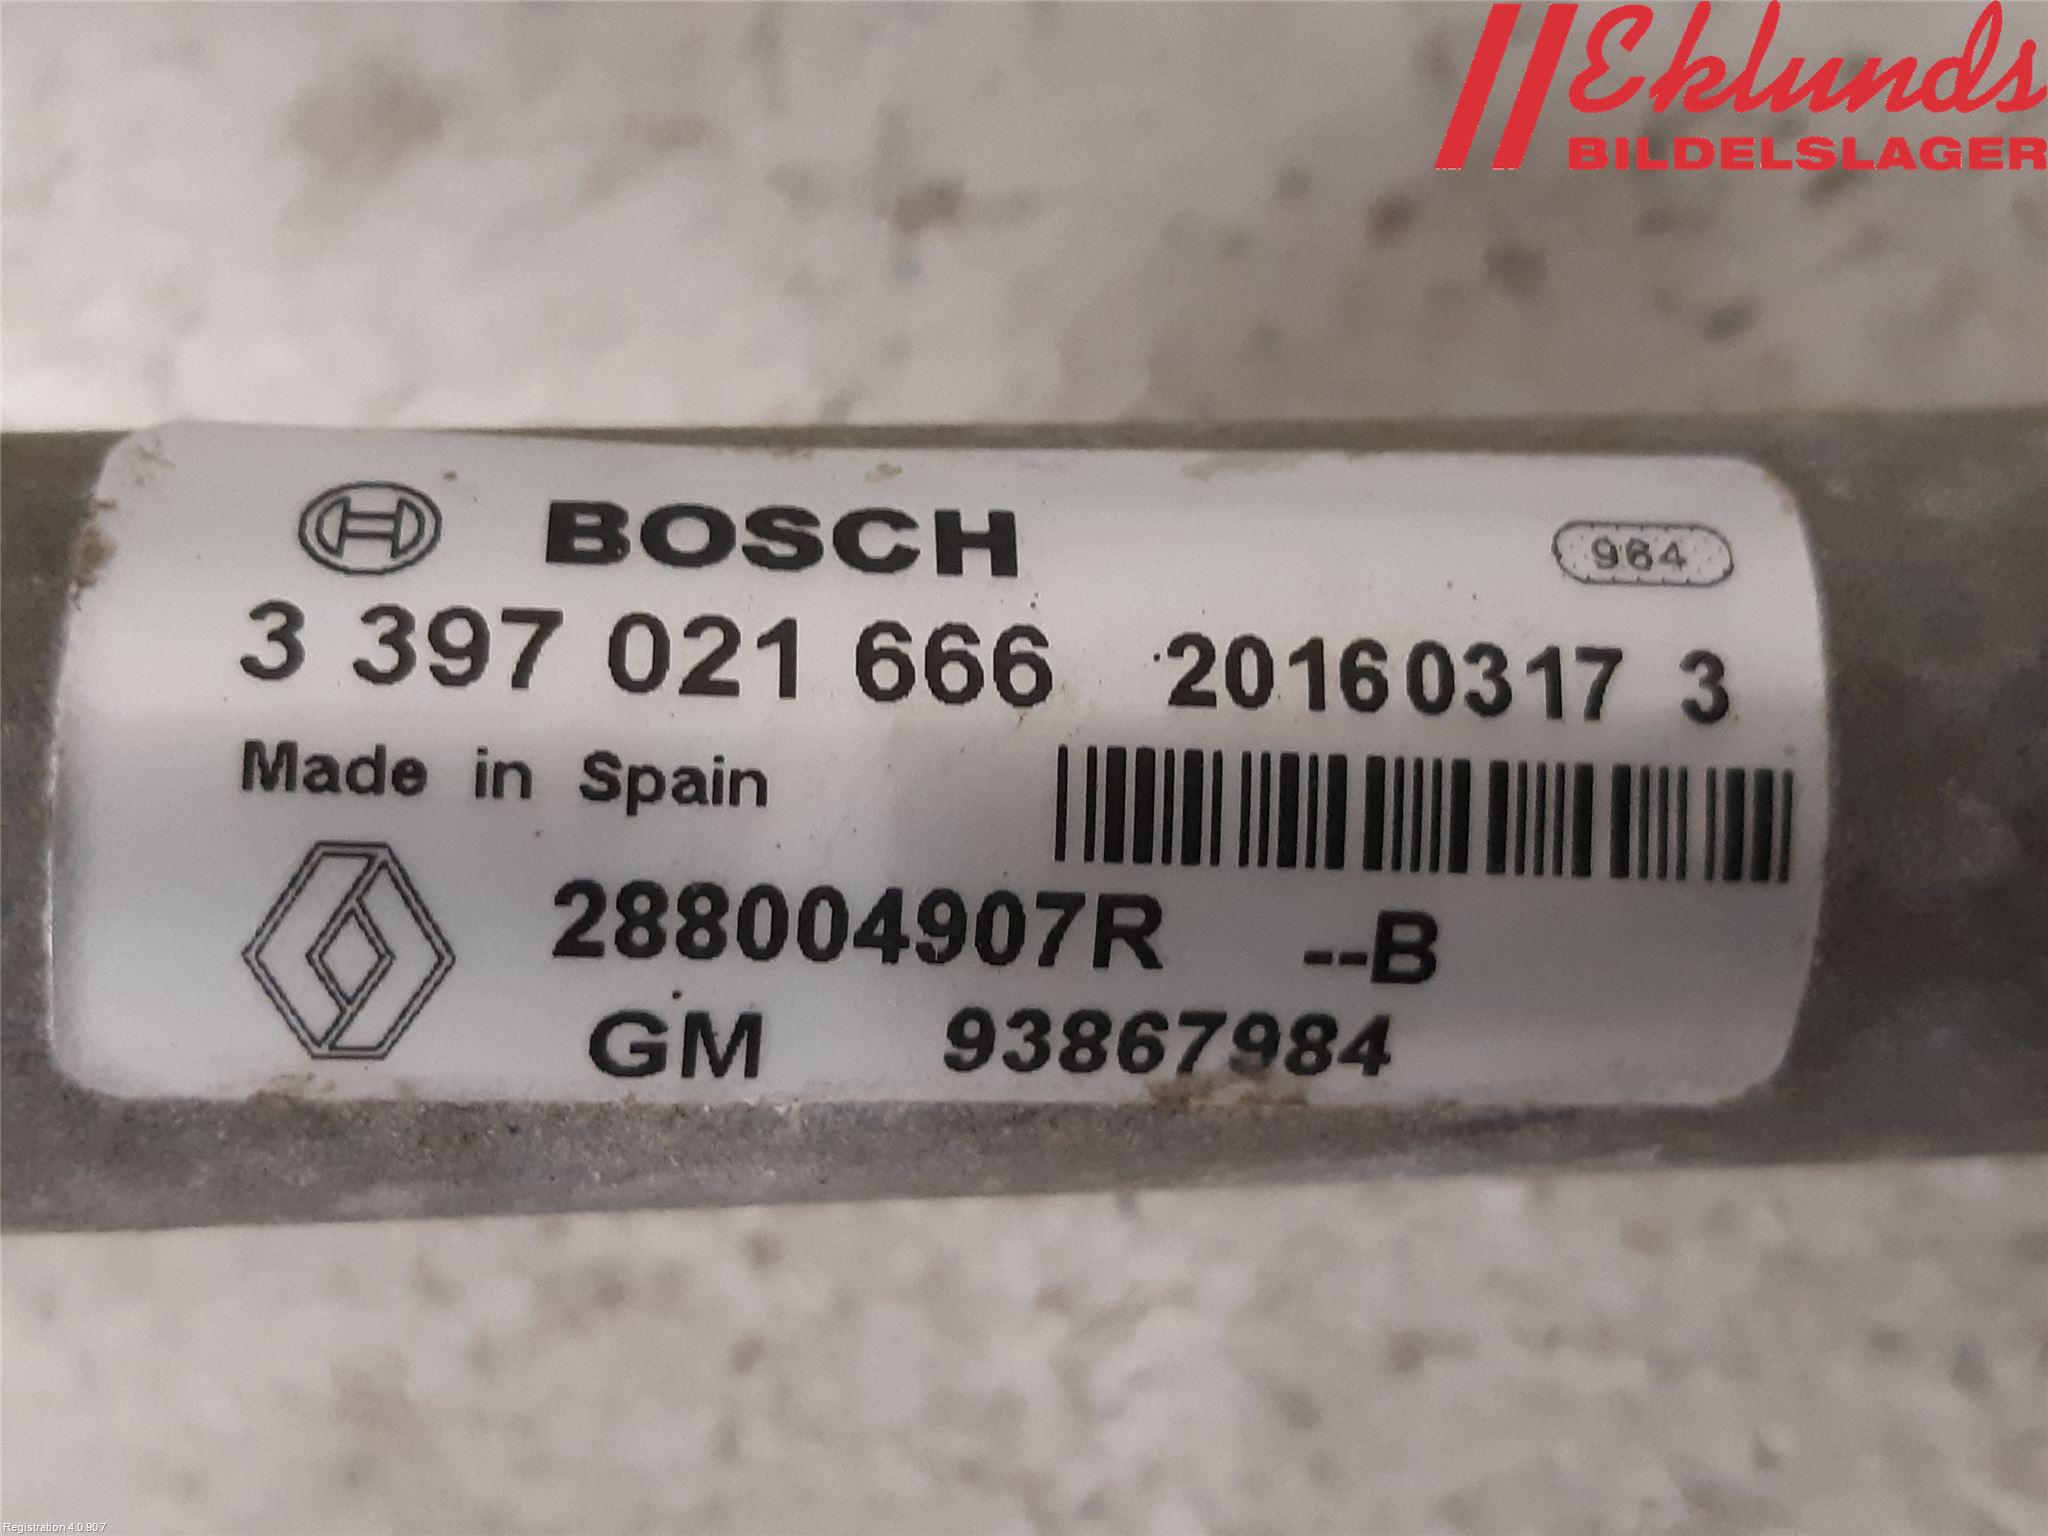 Eklunds
BILDELSLAGER
BOSCH
964
3 397 021 666 20160317 3
Made in Spain
288004907R --B
GM 93867984
Registration 4.0.907